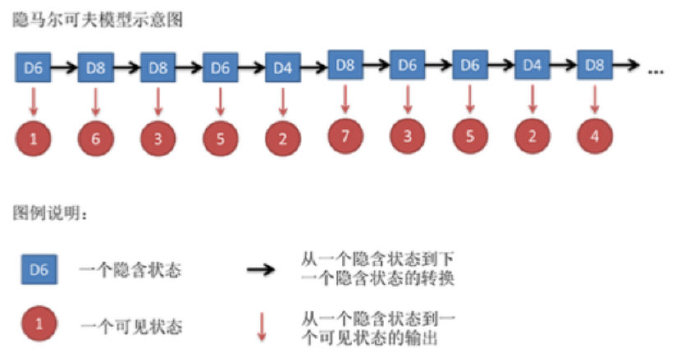 隐马尔可夫模型示意图
D6 D8 D8 D6 D4 D8 D6 D6 D4 D8 ...
1 6 3 5 2 7 3 5 2 4
图例说明：
D6 一个隐含状态 从一个隐含状态到下
一个隐含状态的转换
1 一个可见状态 从一个隐含状态到一
个可见状态的输出